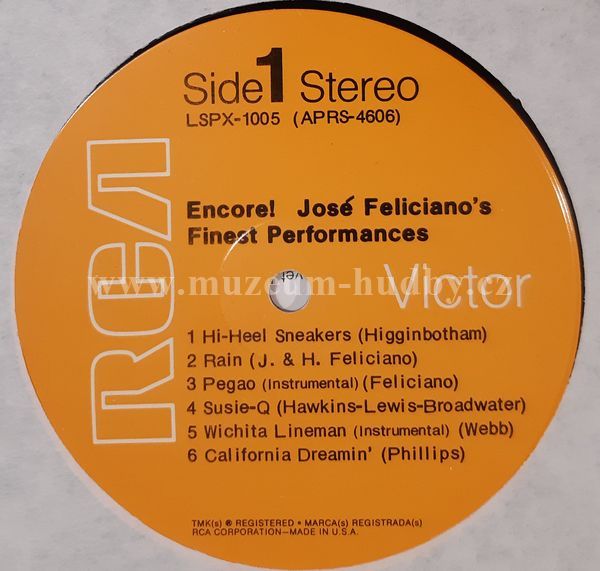 Side 1 Stereo
LSPX-1005 (APRS-4606)
RCA
Encore! José Feliciano's
Finest Performances
www.muzeum-hudby.cz
Victor
1 Hi-Heel Sneakers (Higginbotham)
2 Rain (J. & H. Feliciano)
3 Pegao (Instrumental) (Feliciano)
4 Susie-Q (Hawkins-Lewis-Broadwater)
5 Wichita Lineman (Instrumental) (Webb)
6 California Dreamin' (Phillips)
TMK(s) ® REGISTERED • MARCA(s) REGISTRADA(s)
RCA CORPORATION—MADE IN U.S.A.